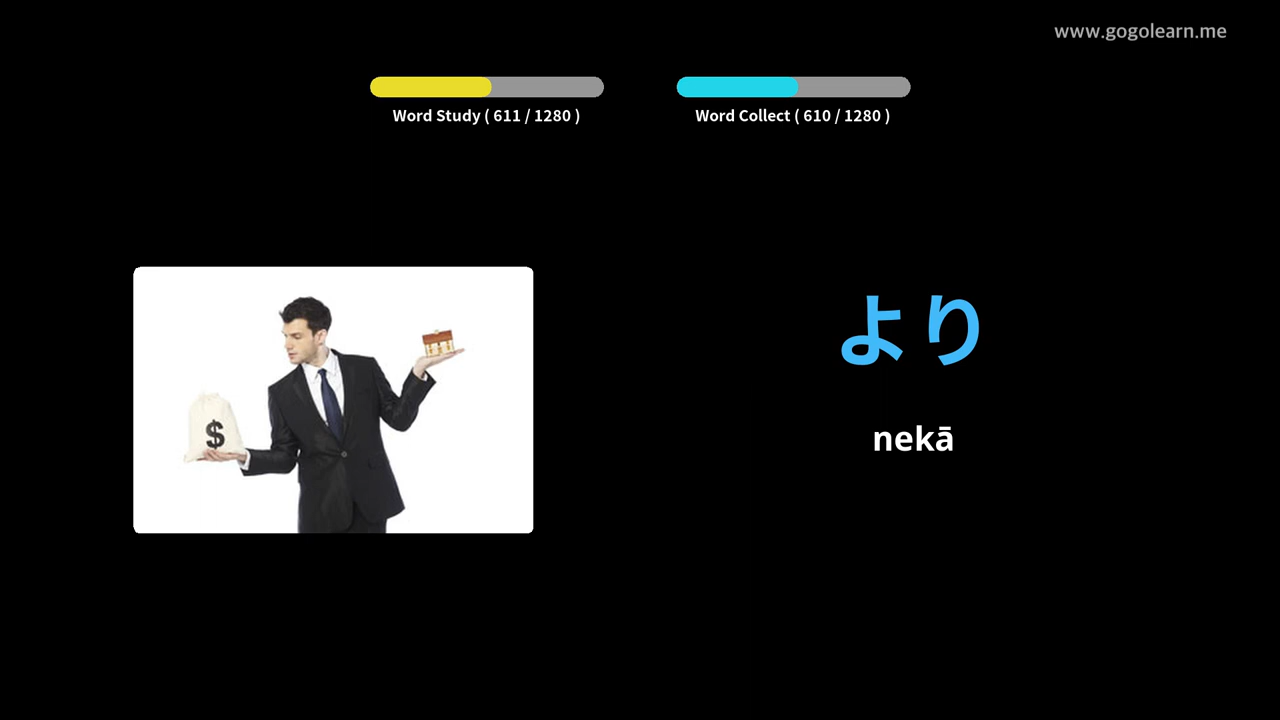 www.gogolearn.me
Word Study ( 611 / 1280 )
Word Collect ( 610 / 1280 )
$
より
nekā